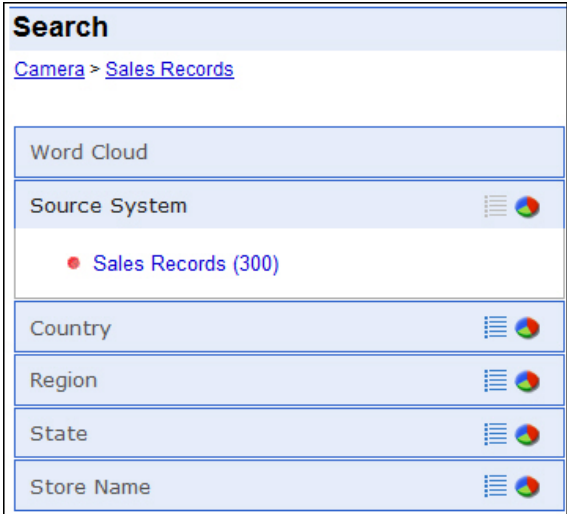 Search
Camera > Sales Records
Word Cloud
Source System
Sales Records (300)
Country
Region
State
Store Name